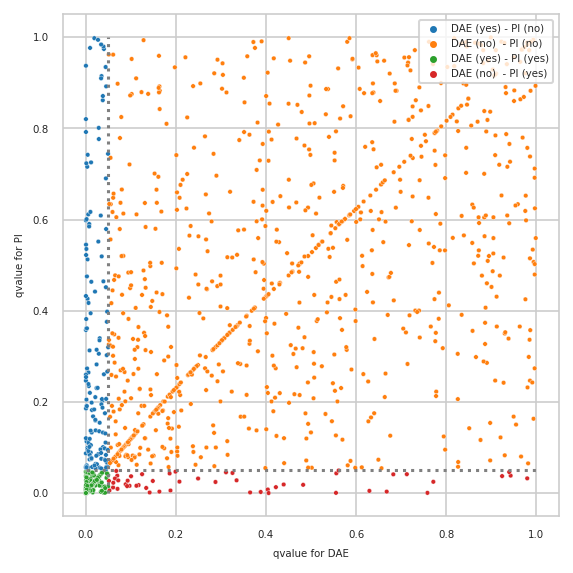 DAE (yes) - PI (no)
DAE (no)  - PI (no)
DAE (yes) - PI (yes)
DAE (no)  - PI (yes)
1.0
0.8
0.6
0.4
0.2
0.0
qvalue for PI
0.0 0.2 0.4 0.6 0.8 1.0
qvalue for DAE